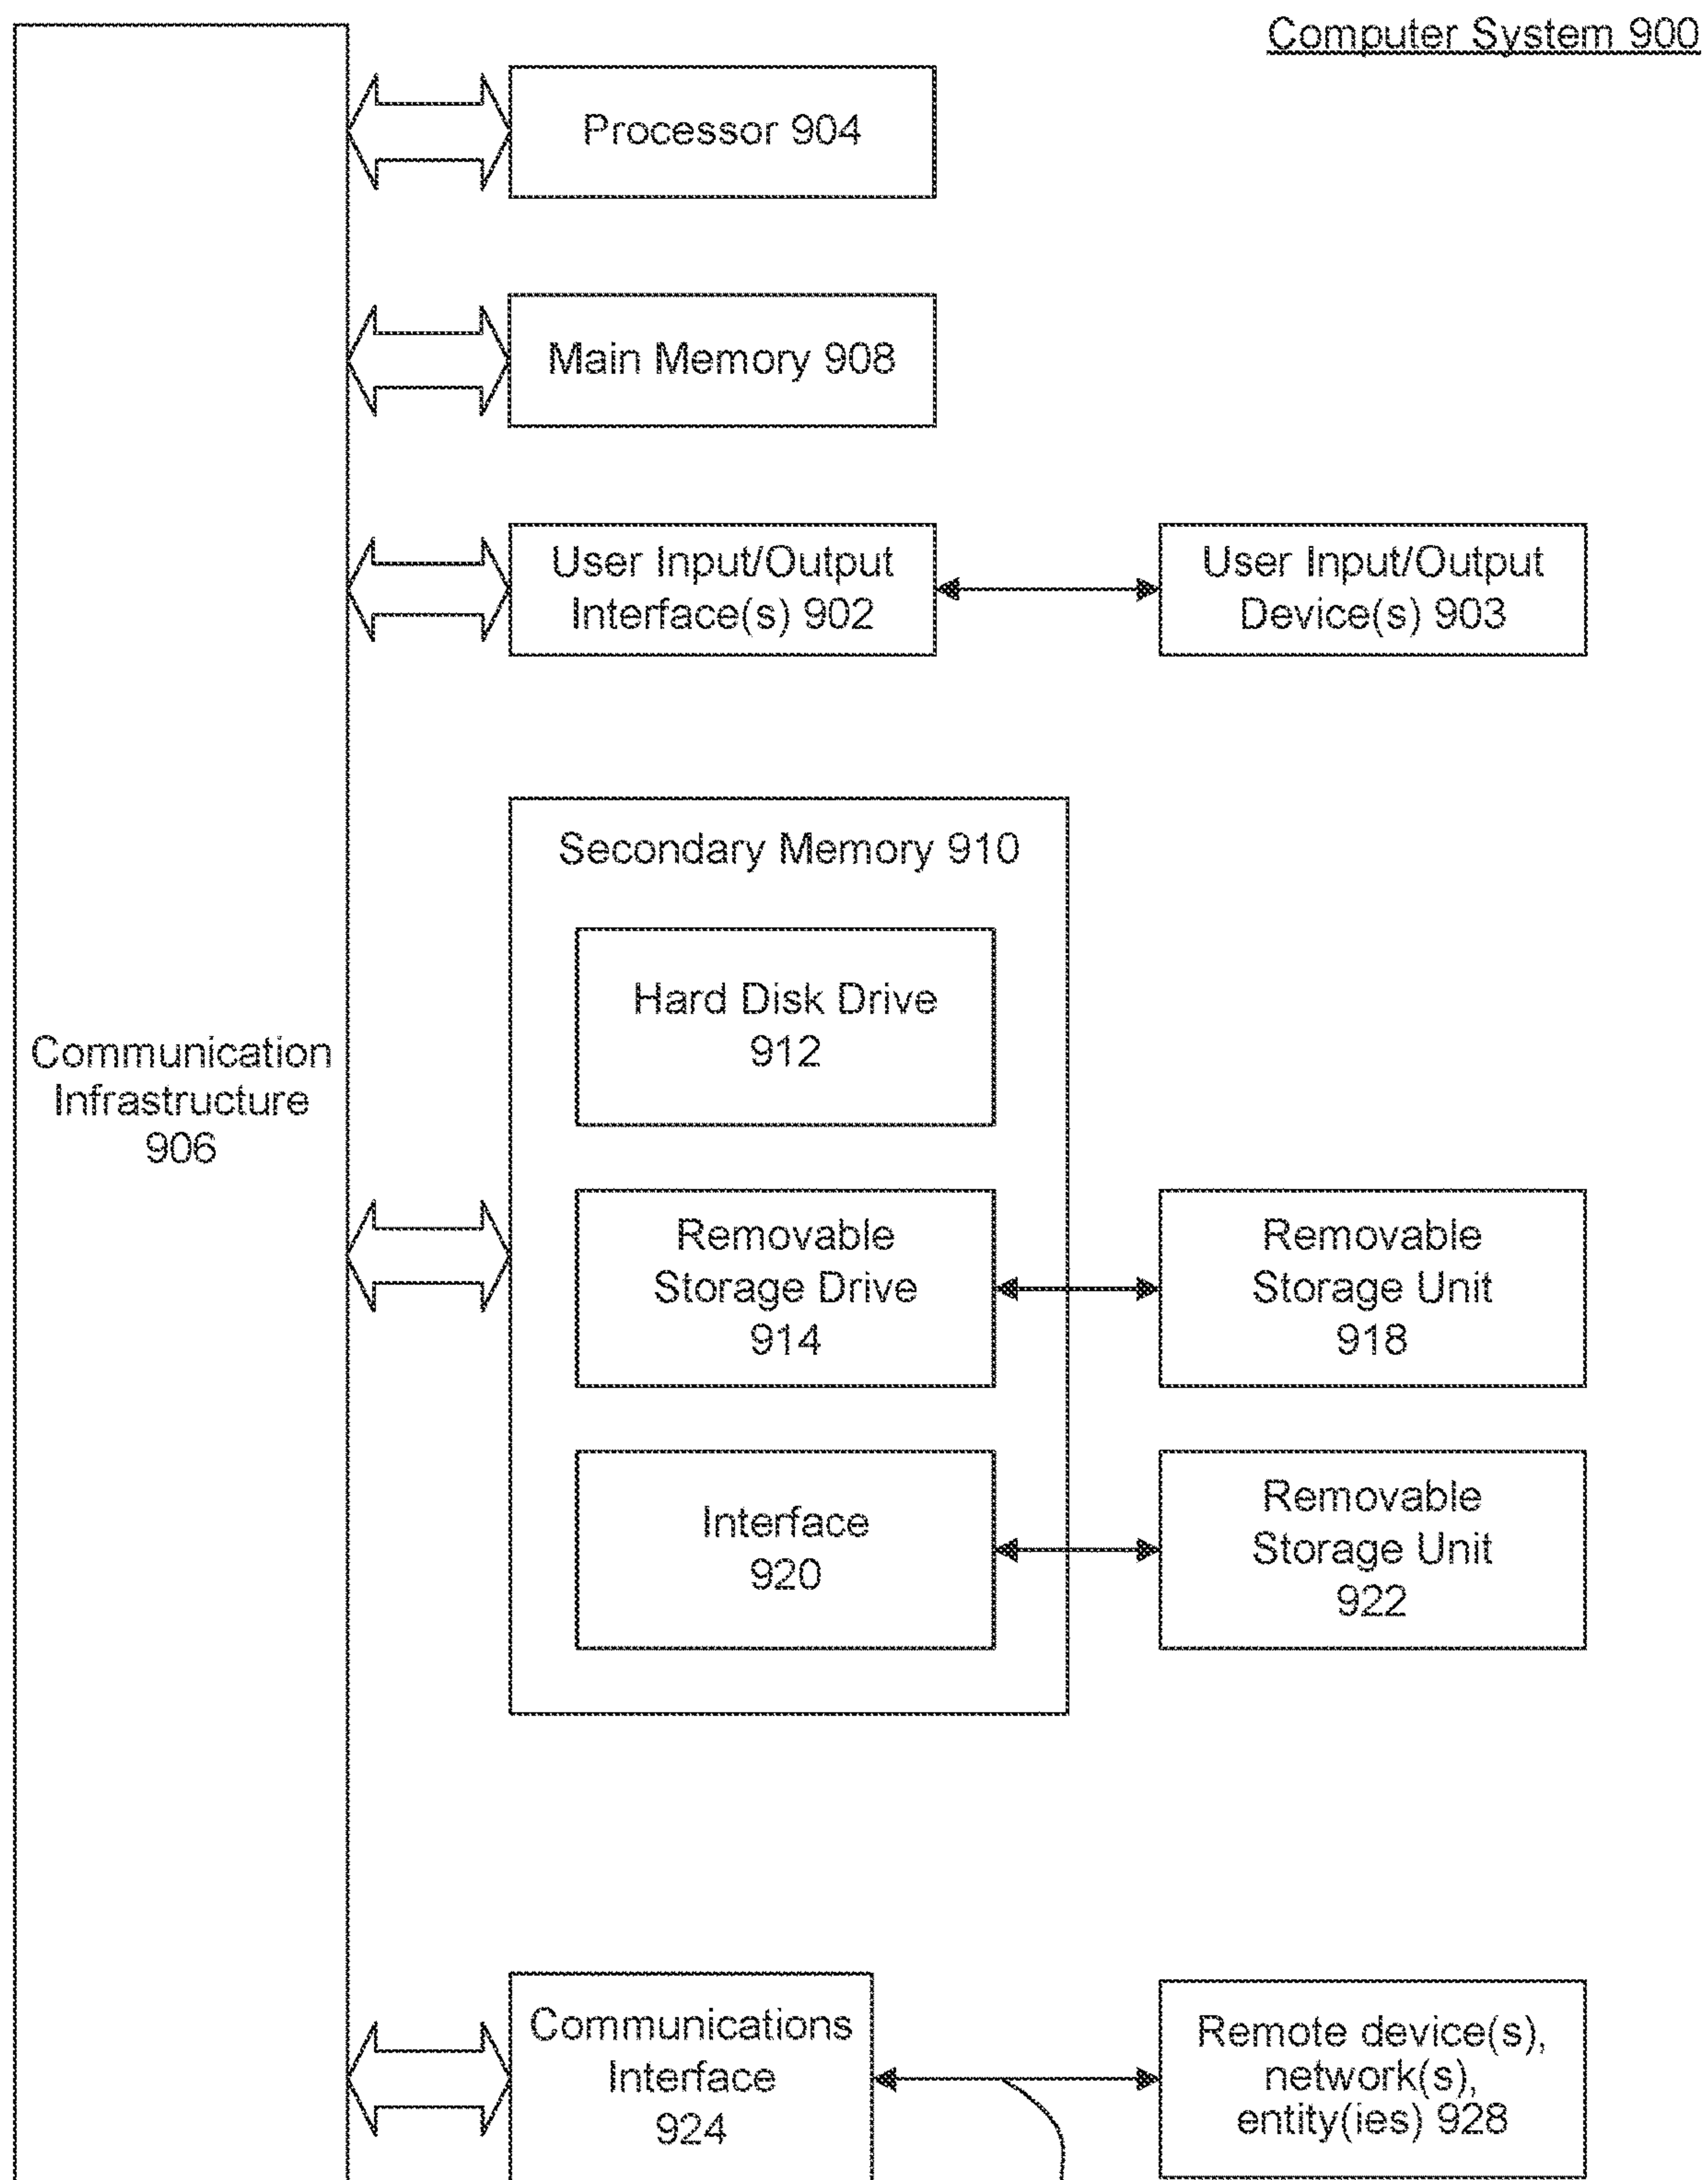 Computer System 900
Processor 904
Main Memory 908
User Input/Output
Interface(s) 902
User Input/Output
Device(s) 903
Secondary Memory 910
Hard Disk Drive
912
Communication
Infrastructure
906
Removable
Storage Drive
914
Removable
Storage Unit
918
Interface
920
Removable
Storage Unit
922
Communications
Interface
924
Remote device(s),
network(s),
entity(ies) 928